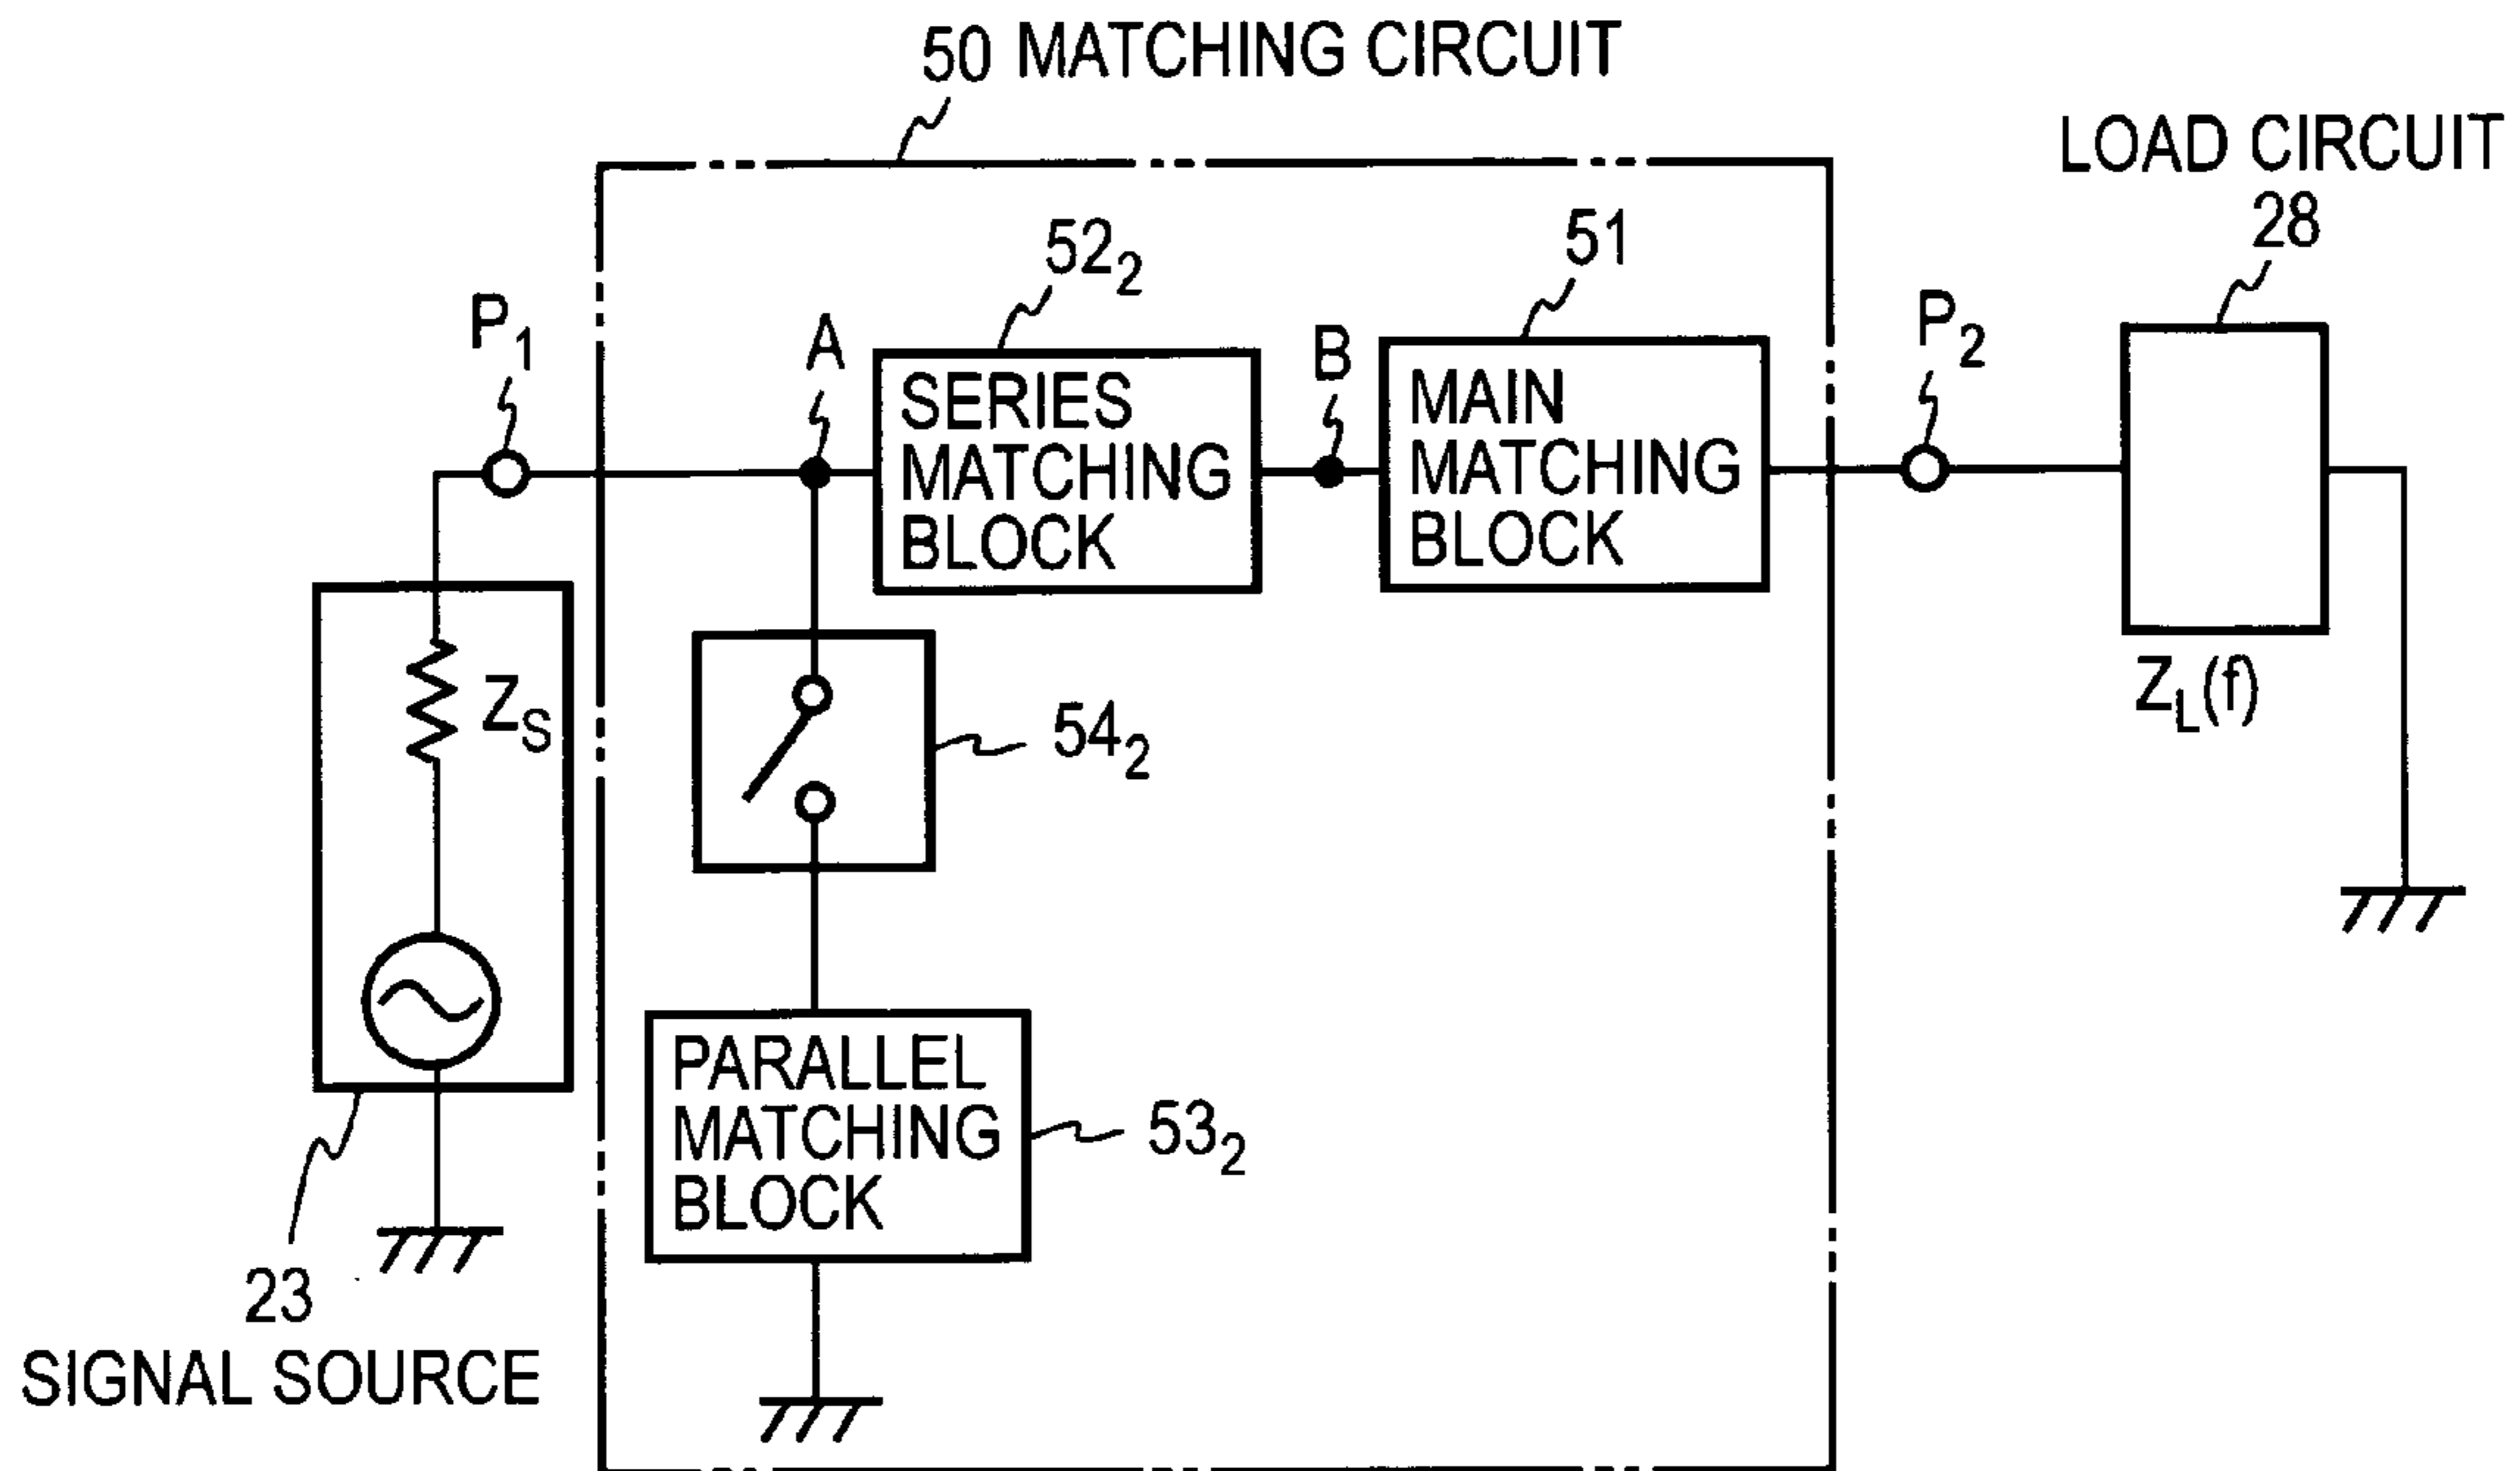 50 MATCHING CIRCUIT
LOAD CIRCUIT
28
52₂
51
P₁
A
B
P₂
SERIES
MATCHING
BLOCK
MAIN
MATCHING
BLOCK
Z_S
54₂
Z_L(f)
PARALLEL
MATCHING
BLOCK
53₂
23
SIGNAL SOURCE